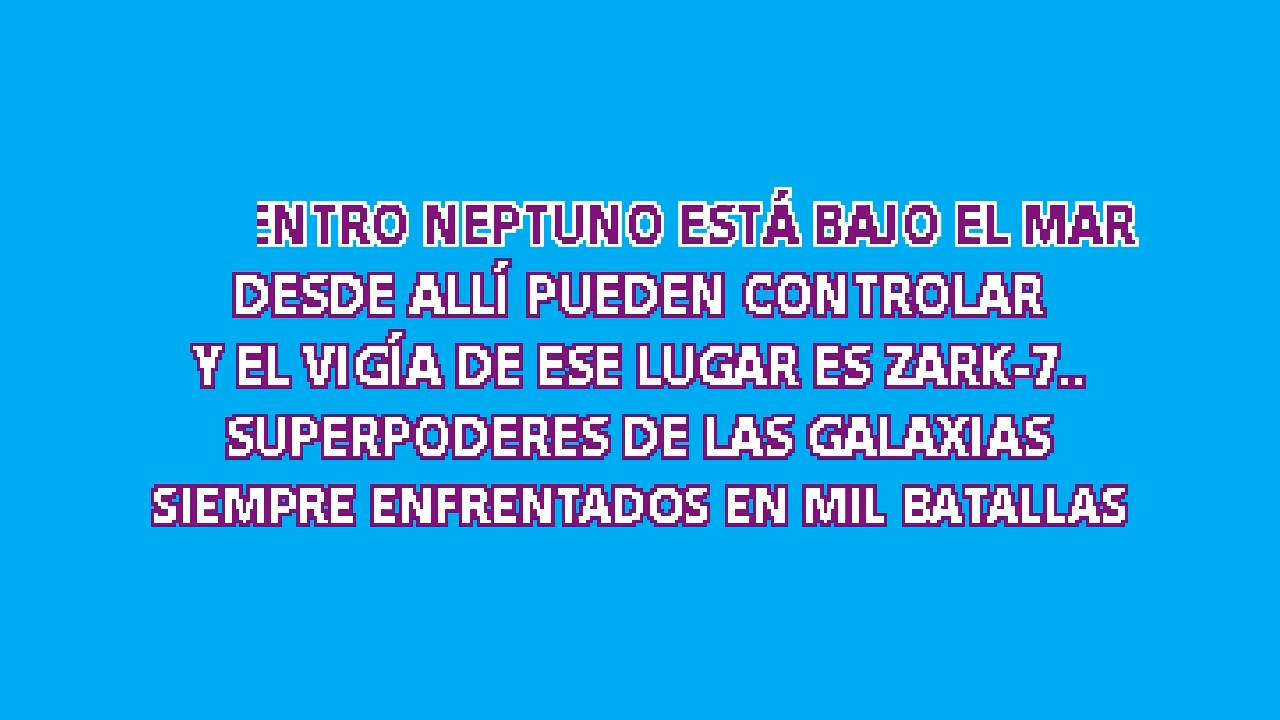 ENTRO NEPTUNO ESTÁ BAJO EL MAR
DESDE ALLÍ PUEDEN CONTROLAR
Y EL VIGÍA DE ESE LUGAR ES ZARK-7..
SUPERPODERES DE LAS GALAXIAS
SIEMPRE ENFRENTADOS EN MIL BATALLAS